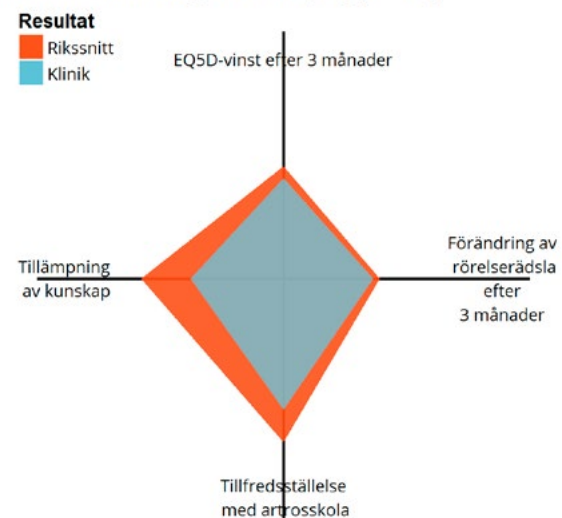 Resultat
Rikssnitt
Klinik
EQ5D-vinst efter 3 månader
Förändring av
rörelserädsla
efter
3 månader
Tillämpning
av kunskap
Tillfredsställelse
med artrosskola